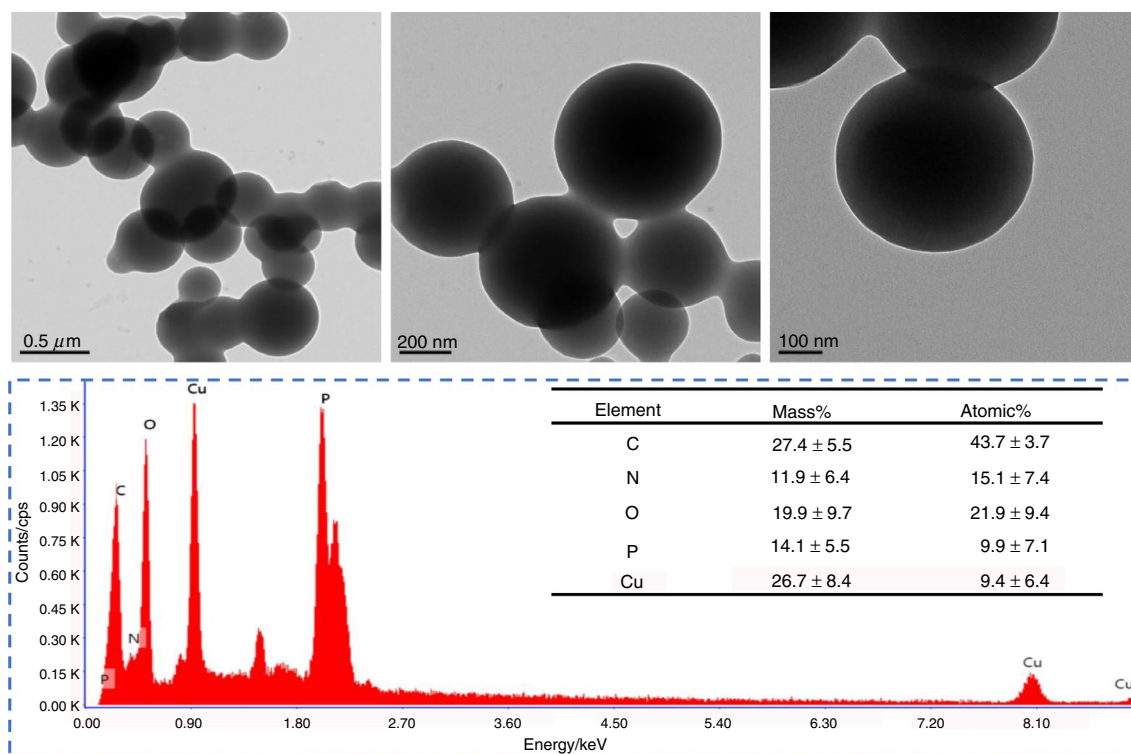 0.5 μm
200 nm
100 nm
Counts/cps
1.35 K
1.20 K
1.05 K
0.90 K
0.75 K
0.60 K
0.45 K
0.30 K
0.15 K
0.00 K
P
C
N
O
Cu
P
Cu
Cu
0.00 0.90 1.80 2.70 3.60 4.50 5.40 6.30 7.20 8.10
Energy/keV
Element Mass% Atomic%
C 27.4 ± 5.5 43.7 ± 3.7
N 11.9 ± 6.4 15.1 ± 7.4
O 19.9 ± 9.7 21.9 ± 9.4
P 14.1 ± 5.5 9.9 ± 7.1
Cu 26.7 ± 8.4 9.4 ± 6.4